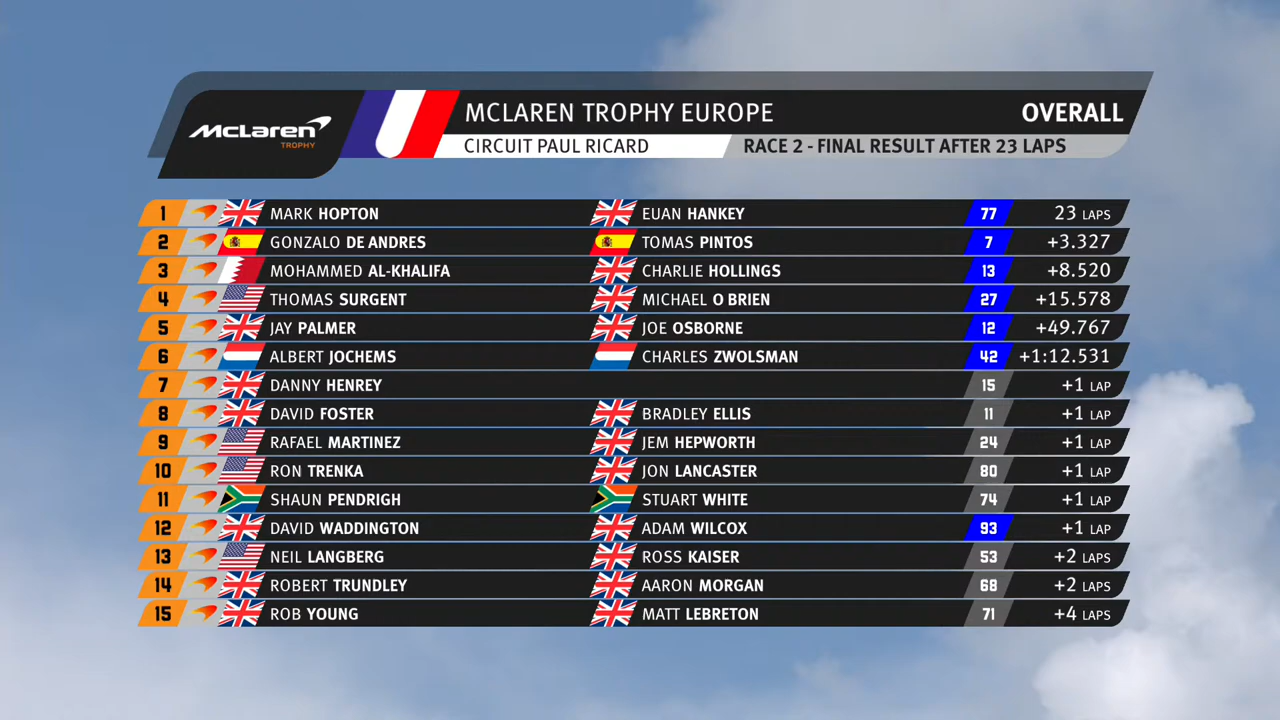 McLaren
TROPHY
MCLAREN TROPHY EUROPE OVERALL
CIRCUIT PAUL RICARD RACE 2 - FINAL RESULT AFTER 23 LAPS
1 MARK HOPTON EUAN HANKEY 77 23 LAPS
2 GONZALO DE ANDRES TOMAS PINTOS 7 +3.327
3 MOHAMMED AL-KHALIFA CHARLIE HOLLINGS 13 +8.520
4 THOMAS SURGENT MICHAEL O BRIEN 27 +15.578
5 JAY PALMER JOE OSBORNE 12 +49.767
6 ALBERT JOCHEMS CHARLES ZWOLSMAN 42 +1:12.531
7 DANNY HENREY 15 +1 LAP
8 DAVID FOSTER BRADLEY ELLIS 11 +1 LAP
9 RAFAEL MARTINEZ JEM HEPWORTH 24 +1 LAP
10 RON TRENKA JON LANCASTER 80 +1 LAP
11 SHAUN PENDRIGH STUART WHITE 74 +1 LAP
12 DAVID WADDINGTON ADAM WILCOX 93 +1 LAP
13 NEIL LANGBERG ROSS KAISER 53 +2 LAPS
14 ROBERT TRUNDLEY AARON MORGAN 68 +2 LAPS
15 ROB YOUNG MATT LEBRETON 71 +4 LAPS